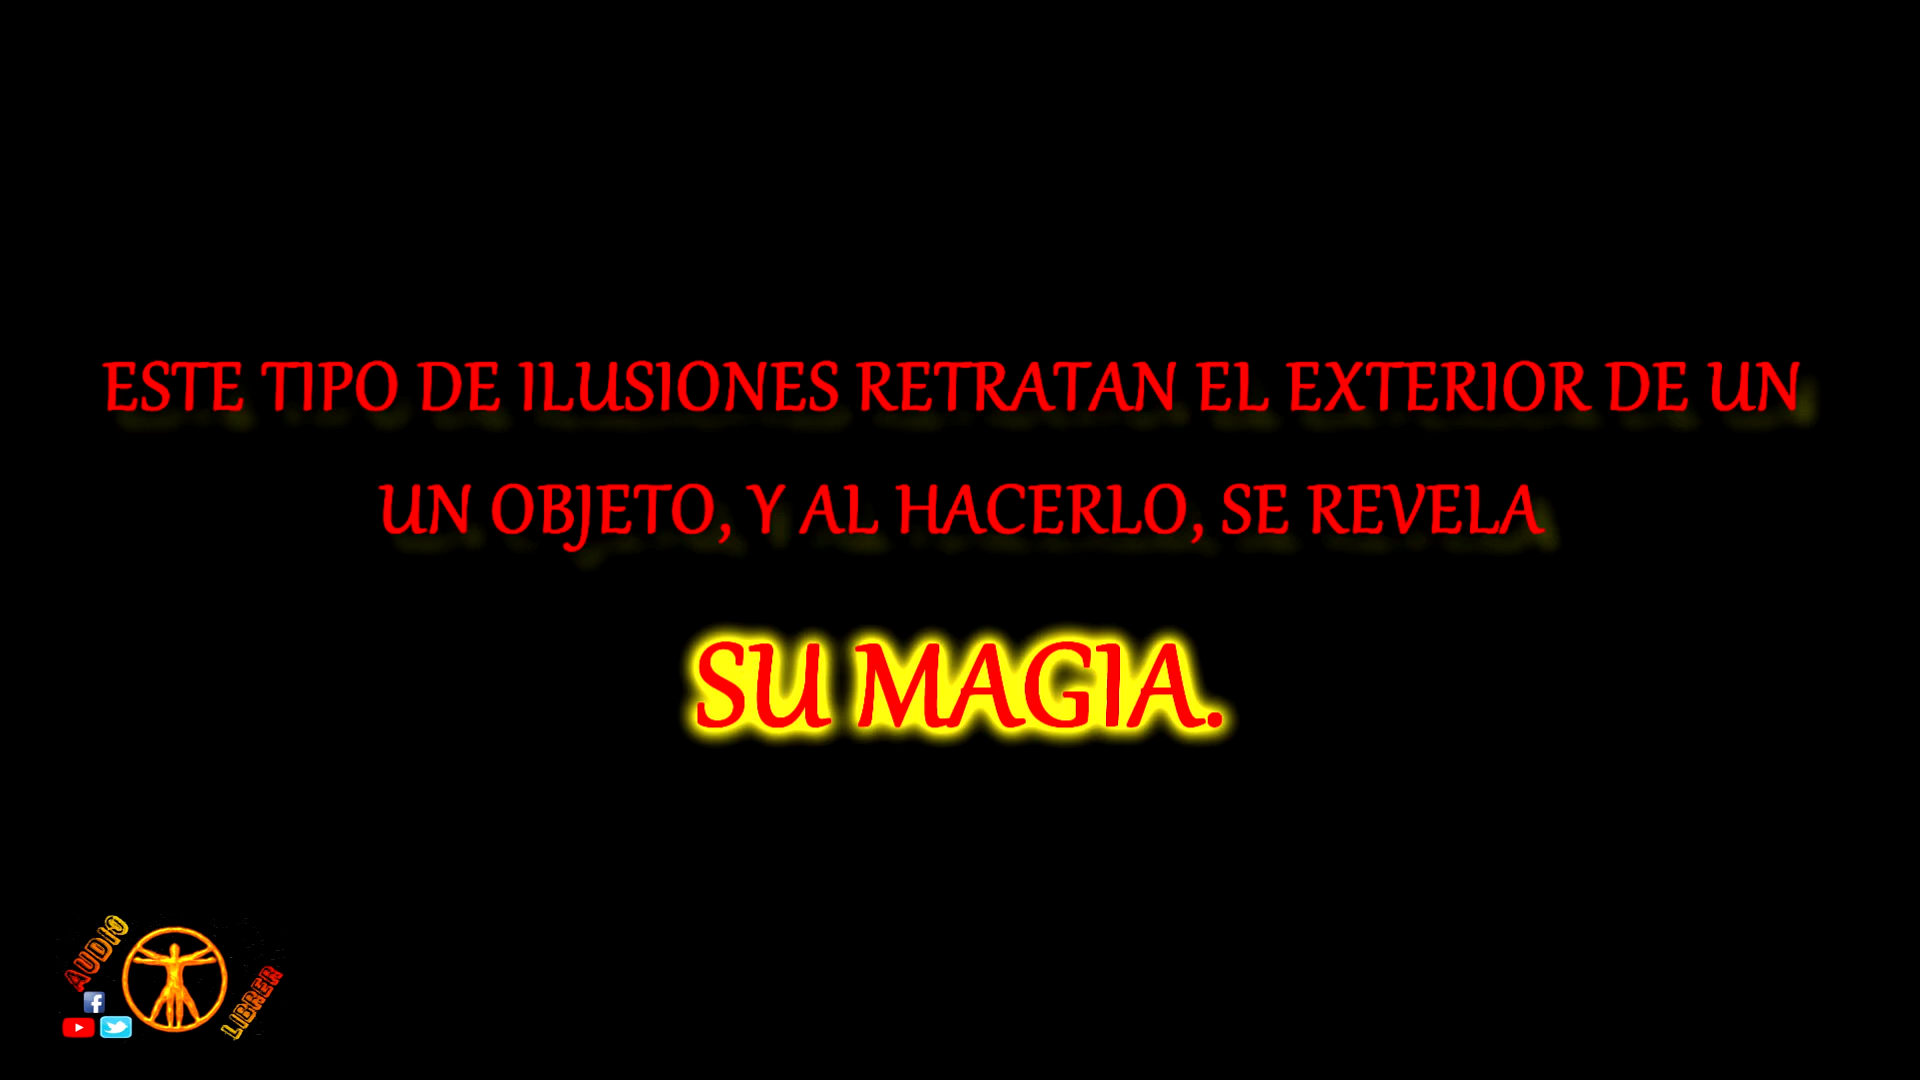 ESTE TIPO DE ILUSIONES RETRATAN EL EXTERIOR DE UN
UN OBJETO, Y AL HACERLO, SE REVELA
SU MAGIA.
AUDIO
LIBRER